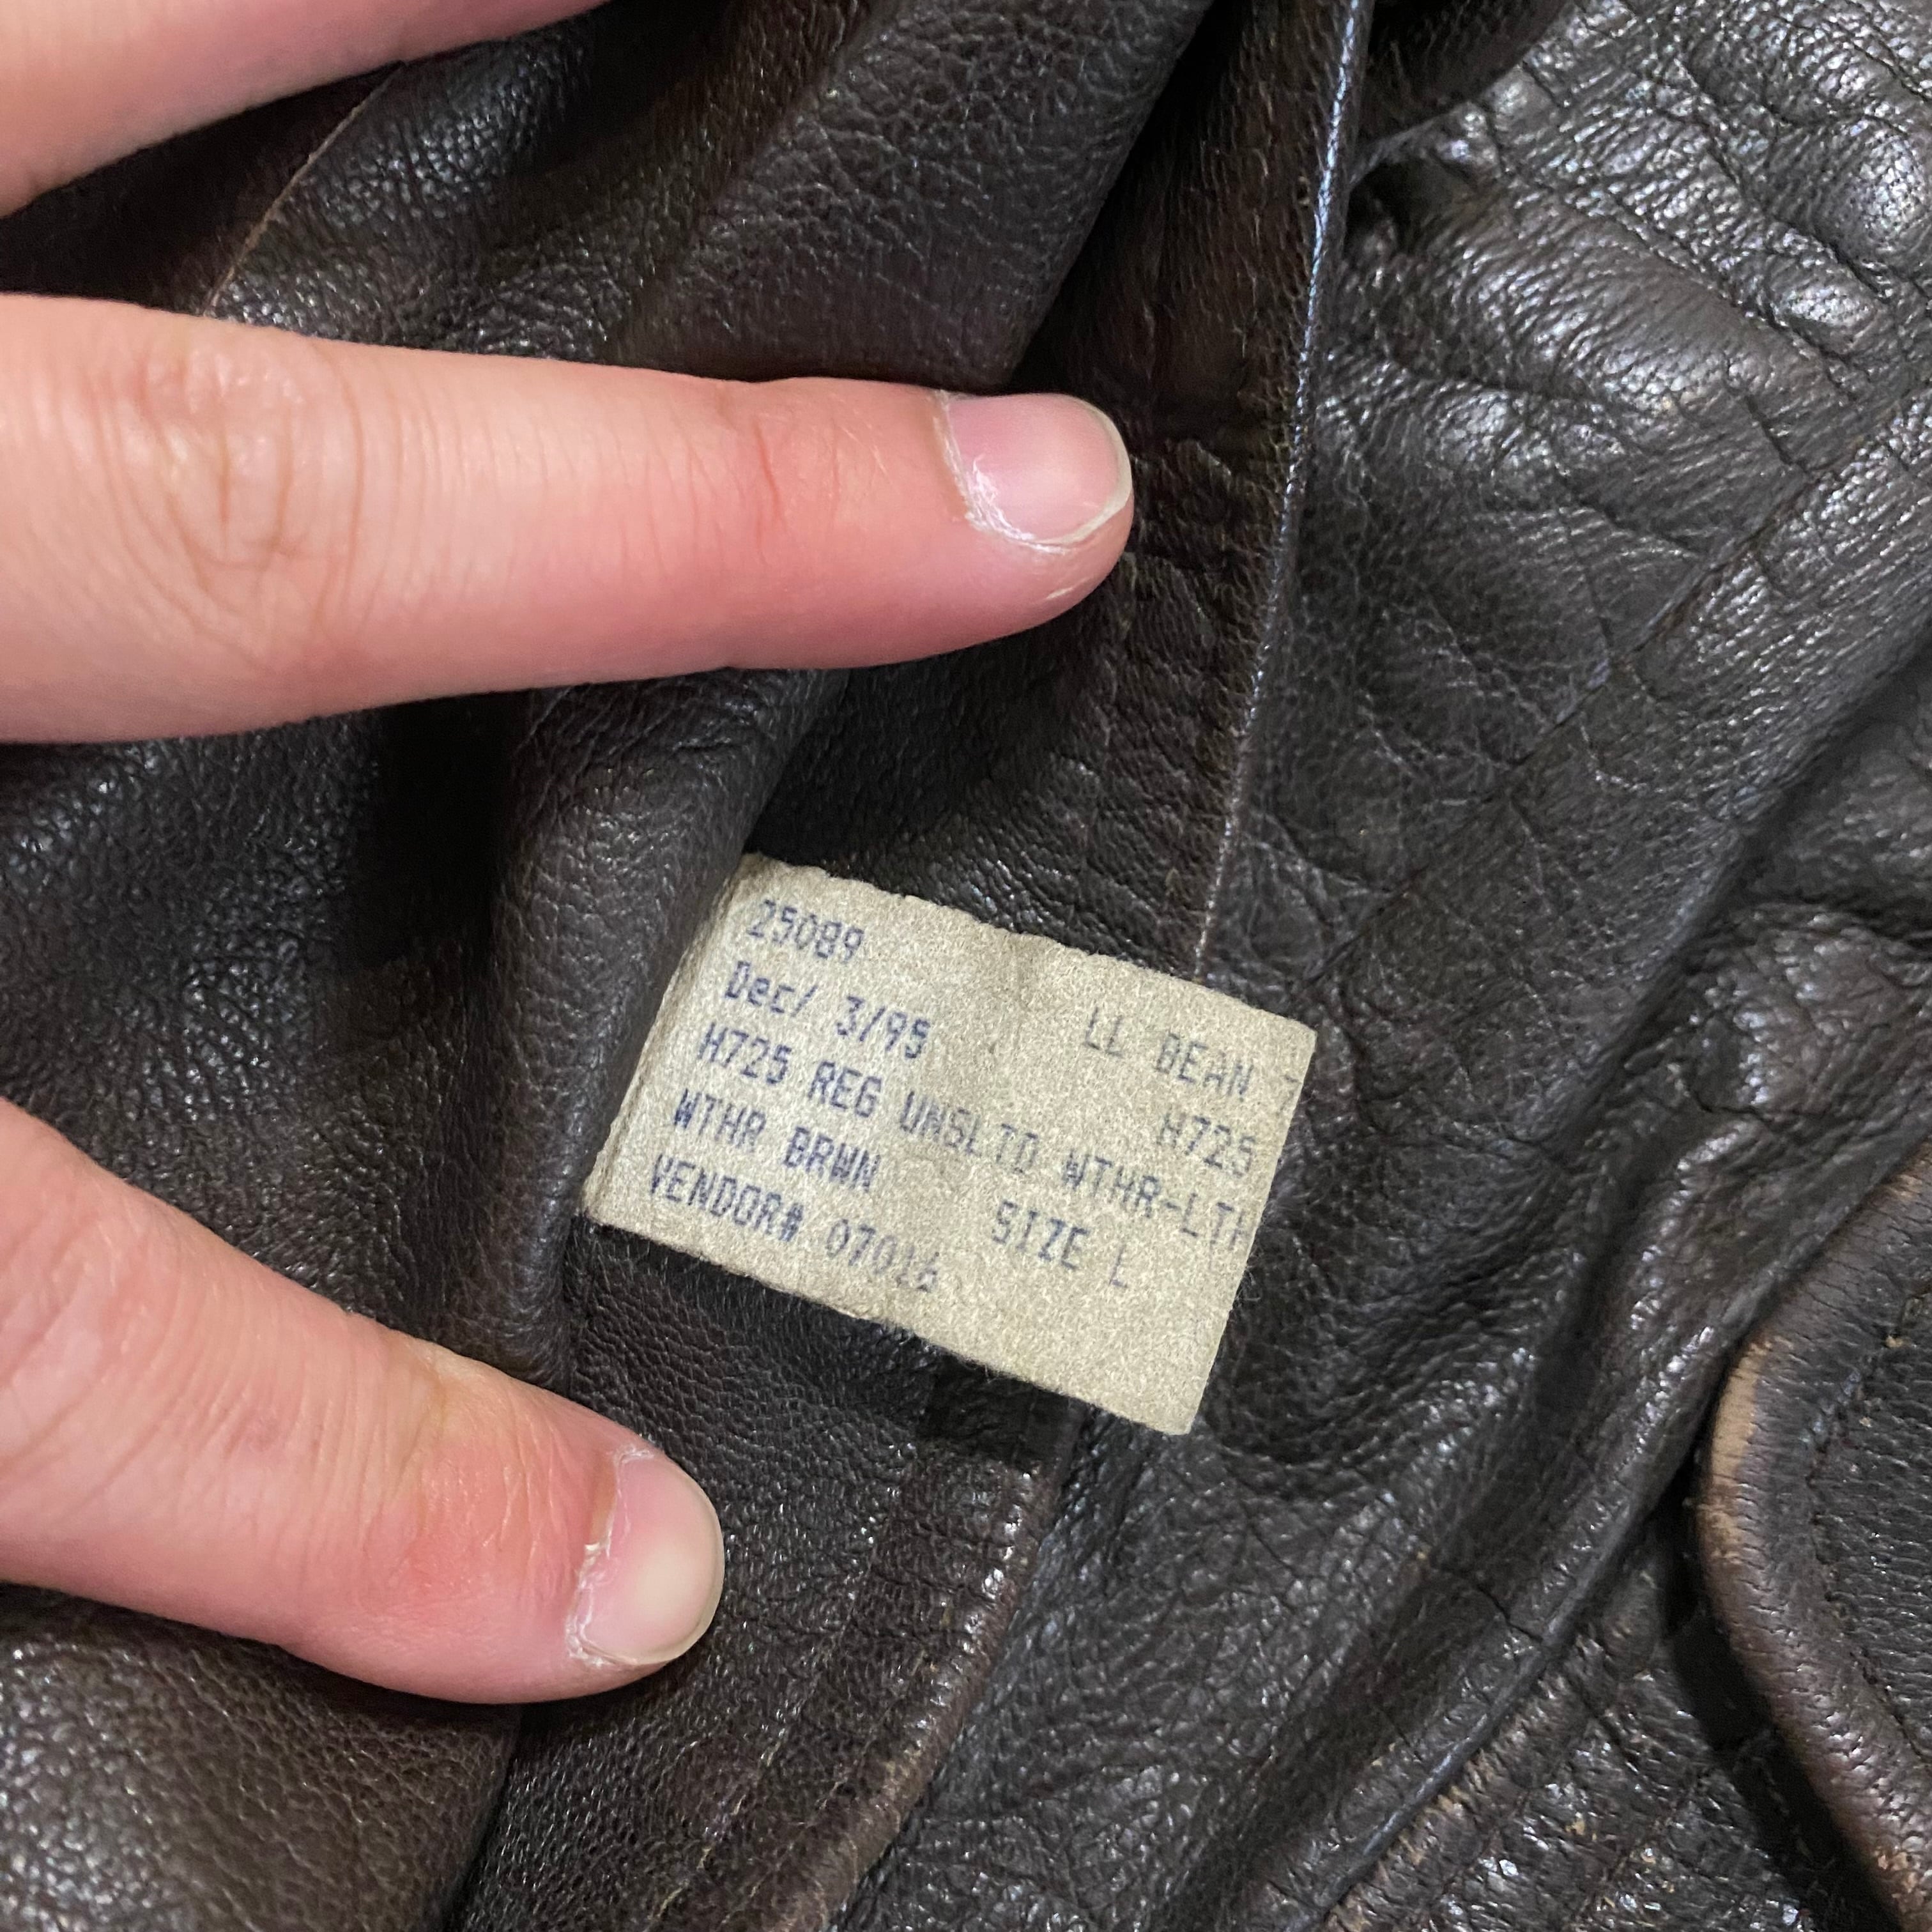 25089
Dec/ 3/95 LL BEAN
H725 REG UNSLTD WTHR-LTH H725
WTHR BRWN SIZE L
VENDOR# 07016